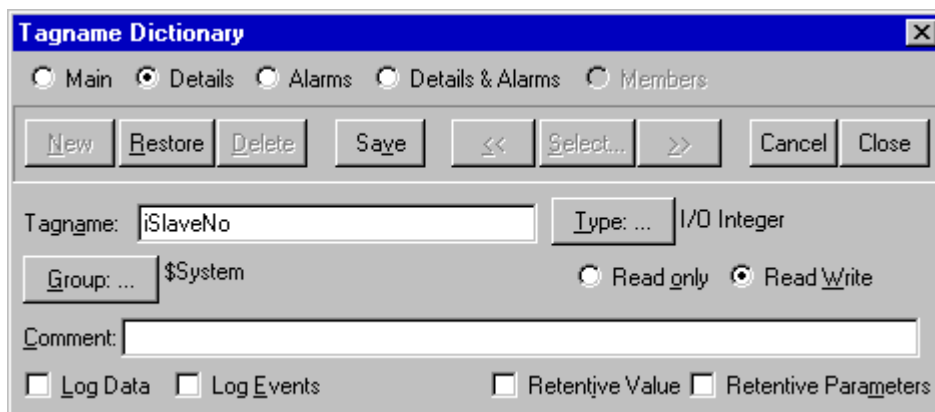 Tagname Dictionary
Main Details Alarms Details & Alarms Members
New Restore Delete Save << Select... >> Cancel Close
Tagname: iSlaveNo Type: ... I/O Integer
Group: ... $System Read only Read Write
Comment:
Log Data Log Events Retentive Value Retentive Parameters